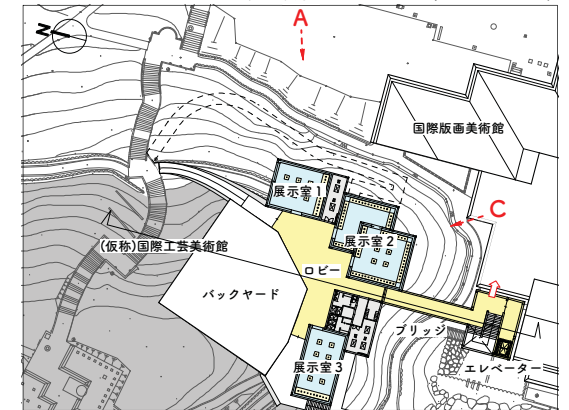 A
N
国際版画美術館
展示室1
C
展示室2
(仮称)国際工芸美術館
ロビー
バックヤード
ブリッジ
展示室3
エレベーター